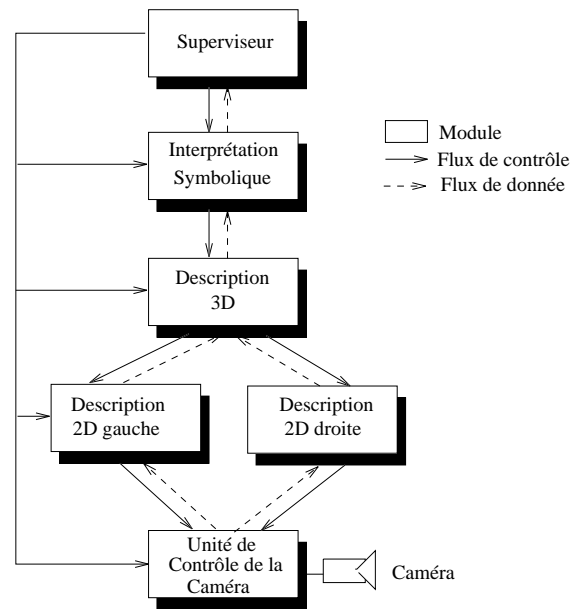 Superviseur
Interprétation
Symbolique
Module
Flux de contrôle
Flux de donnée
Description
3D
Description
2D gauche
Description
2D droite
Unité de
Contrôle de la
Caméra
Caméra